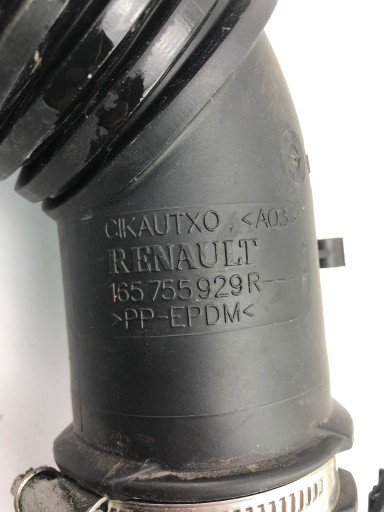 CIKAUTXO <A03>
RENAULT
165755929R--
>PP-EPDM<